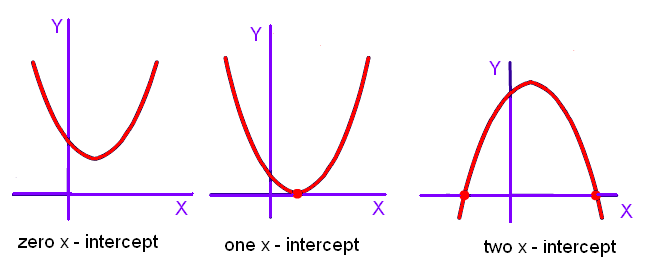 Y
X
zero x - intercept
Y
X
one x - intercept
Y
X
two x - intercept